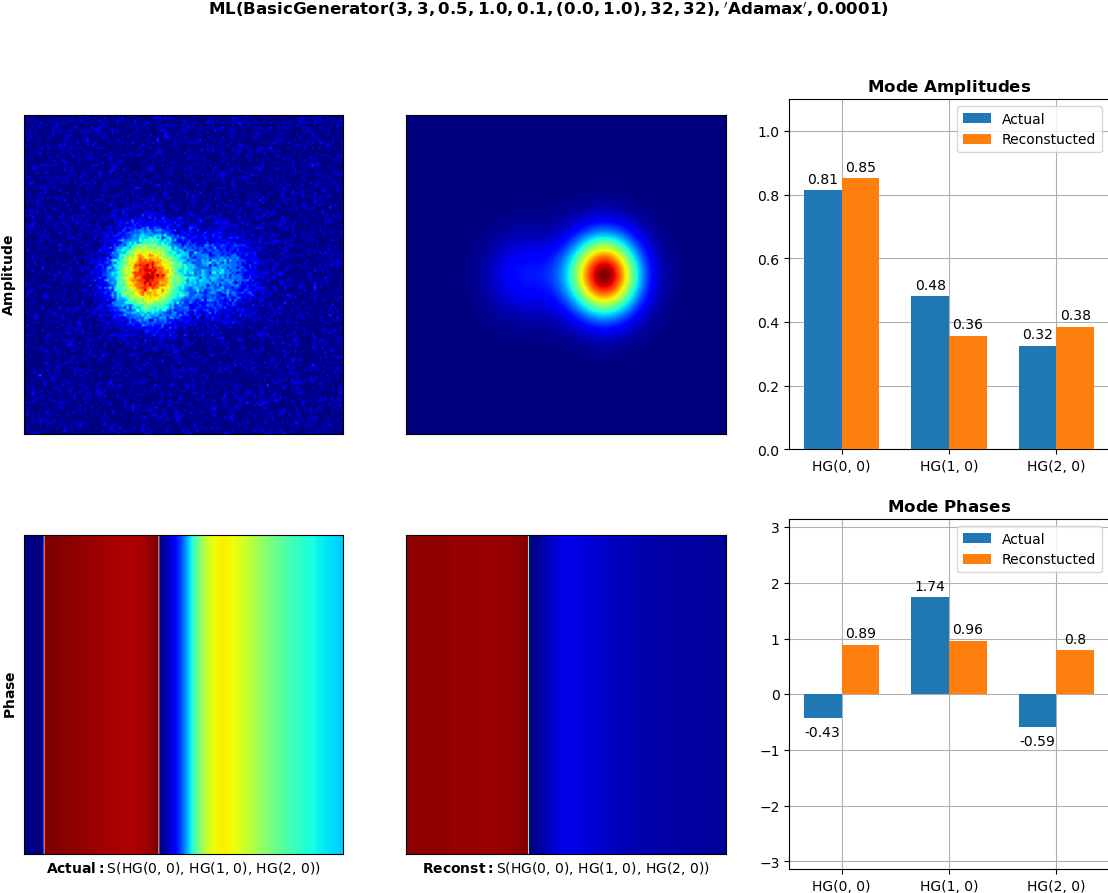 ML(BasicGenerator(3, 3, 0.5, 1.0, 0.1, (0.0, 1.0), 32, 32), ′Adamax′, 0.0001)
Amplitude
Mode Amplitudes
Actual
Reconstucted
1.0
0.8
0.6
0.4
0.2
0.0
0.81
0.85
0.48
0.36
0.32
0.38
HG(0, 0)
HG(1, 0)
HG(2, 0)
Phase
Actual: S(HG(0, 0), HG(1, 0), HG(2, 0))
Reconst: S(HG(0, 0), HG(1, 0), HG(2, 0))
Mode Phases
Actual
Reconstucted
3
2
1
0
−1
−2
−3
-0.43
0.89
1.74
0.96
-0.59
0.8
HG(0, 0)
HG(1, 0)
HG(2, 0)